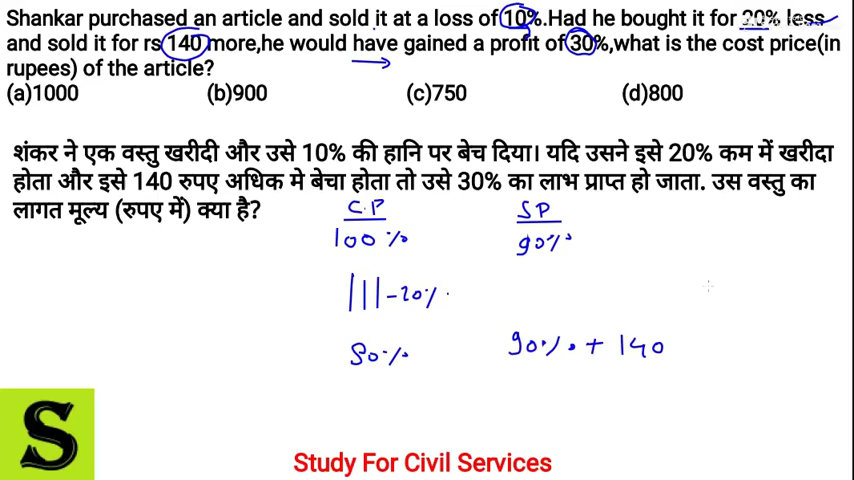 Shankar purchased an article and sold it at a loss of 10%.Had he bought it for 20% less
and sold it for rs 140 more,he would have gained a profit of 30%,what is the cost price(in
rupees) of the article?
(a)1000 (b)900 (c)750 (d)800
शंकर ने एक वस्तु खरीदी और उसे 10% की हानि पर बेच दिया। यदि उसने इसे 20% कम में खरीदा
होता और इसे 140 रुपए अधिक मे बेचा होता तो उसे 30% का लाभ प्राप्त हो जाता. उस वस्तु का
लागत मूल्य (रुपए में) क्या है?
C.P SP
100% 90%
-20%
80% 90% + 140
S
Study For Civil Services